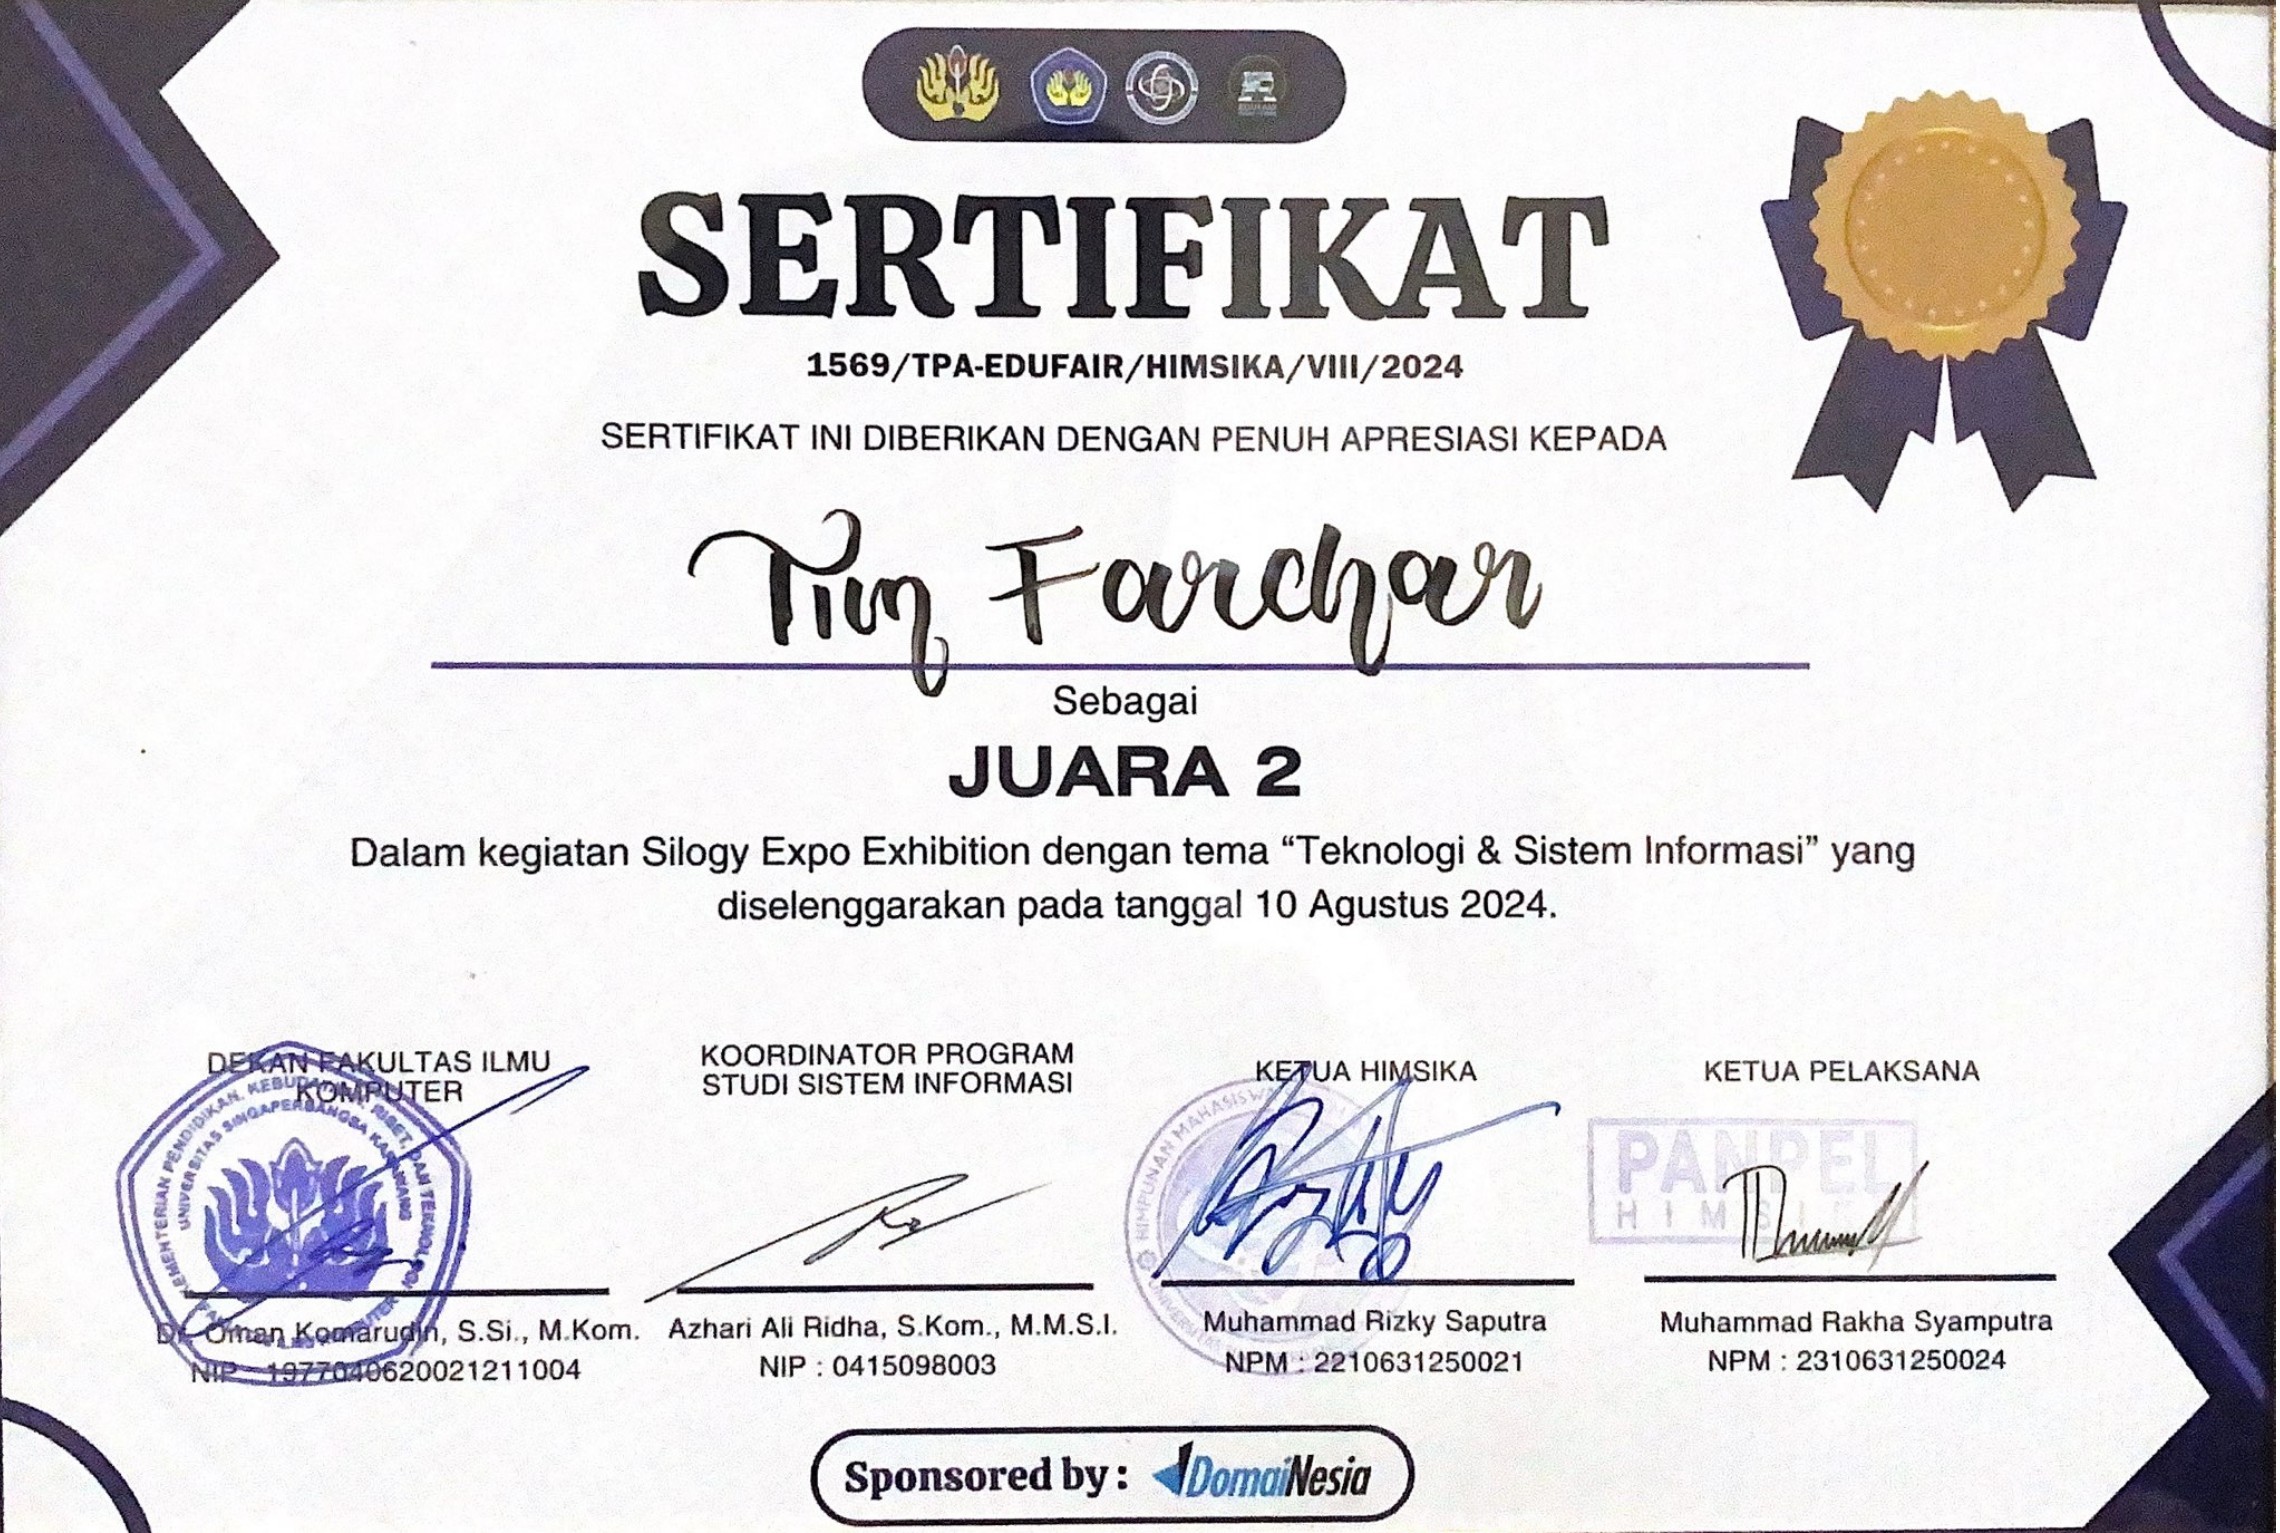 SERTIFIKAT
1569/TPA-EDUFAIR/HIMSIKA/VIII/2024
SERTIFIKAT INI DIBERIKAN DENGAN PENUH APRESIASI KEPADA
Tim Farchar
Sebagai
JUARA 2
Dalam kegiatan Silogy Expo Exhibition dengan tema “Teknologi & Sistem Informasi” yang
diselenggarakan pada tanggal 10 Agustus 2024.
DEKAN FAKULTAS ILMU
KOMPUTER
KEMENTERIAN PENDIDIKAN, KEBUDAYAAN, RISET, DAN TEKNOLOGI
UNIVERSITAS SINGAPERBANGSA KARAWANG
Dr. Oman Komarudin, S.Si., M.Kom.
NIP : 197704062002121004
KOORDINATOR PROGRAM
STUDI SISTEM INFORMASI
Azhari Ali Ridha, S.Kom., M.M.S.I.
NIP : 0415098003
KETUA HIMSIKA
HIMPUNAN MAHASISWA
Muhammad Rizky Saputra
NPM : 2210631250021
KETUA PELAKSANA
PANPEL
Muhammad Rakha Syamputra
NPM : 2310631250024
Sponsored by : DomaiNesia